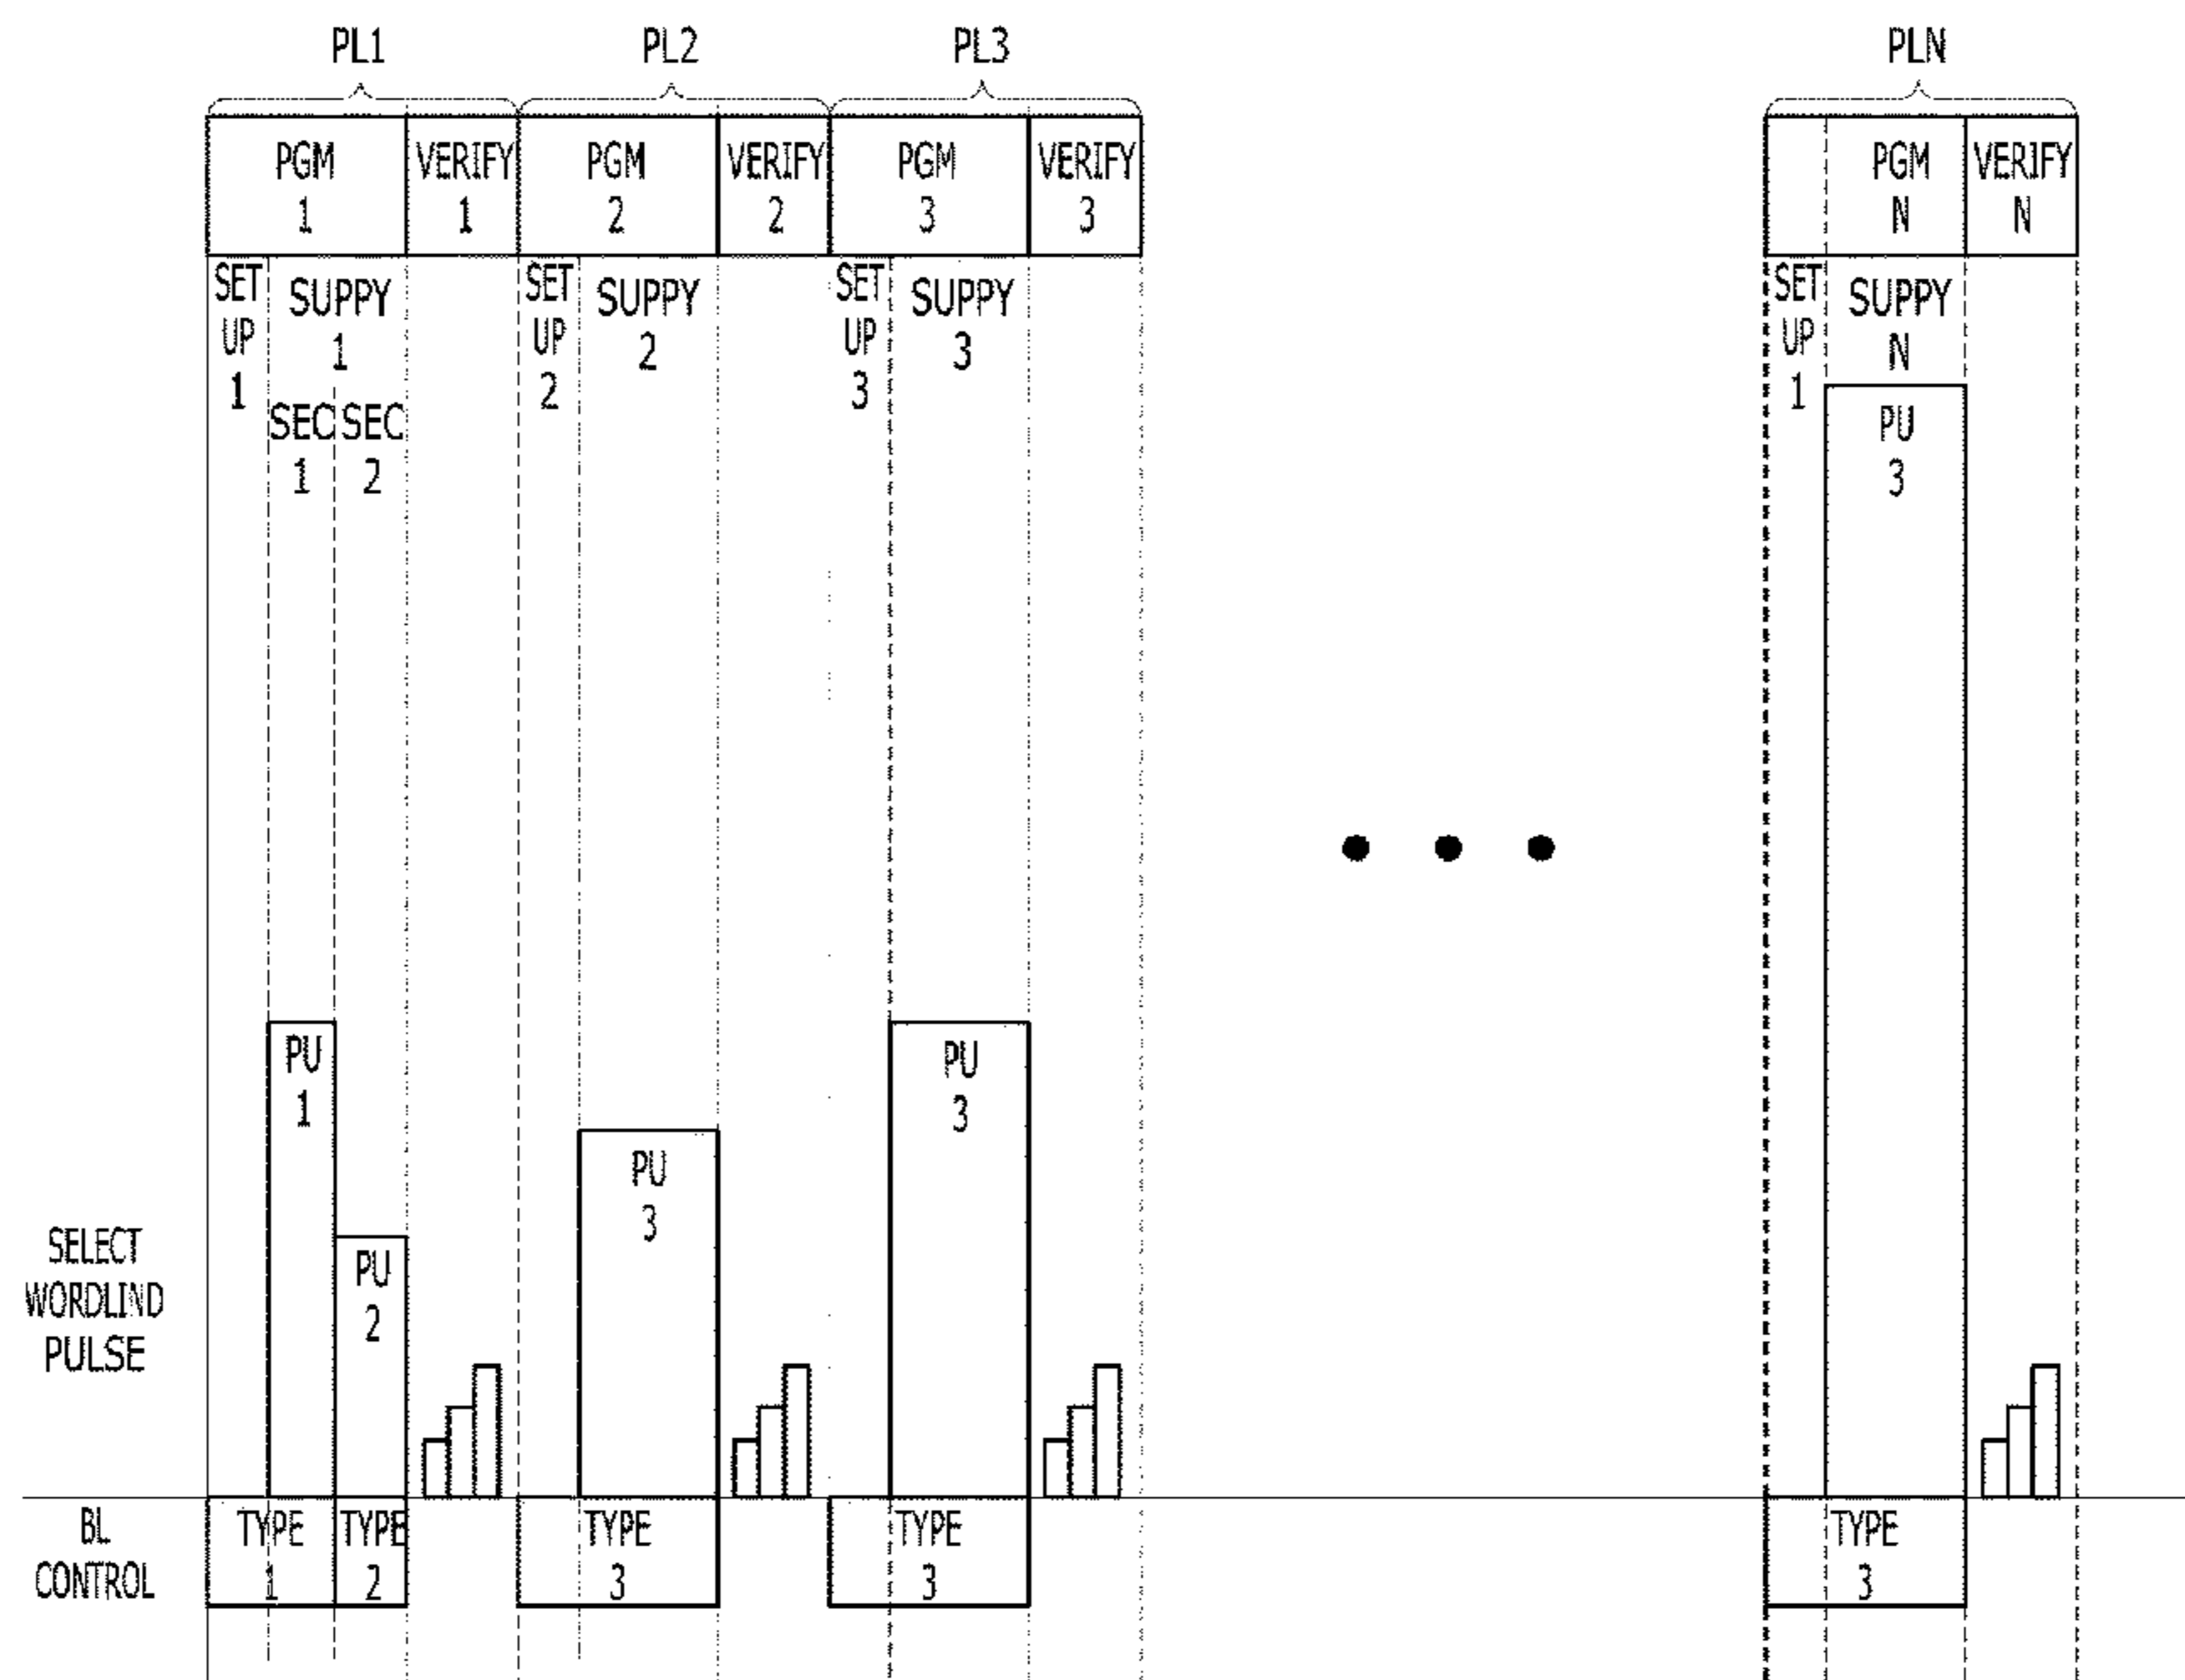 PL1 PL2 PL3 PLN
PGM 1 VERIFY 1 PGM 2 VERIFY 2 PGM 3 VERIFY 3 PGM N VERIFY N
SET UP 1 SUPPY 1 SET UP 2 SUPPY 2 SET UP 3 SUPPY 3 SET UP 1 SUPPY N
SEC 1 SEC 2
PU 1
PU 2
PU 3
PU 3
PU 3
SELECT
WORDLIND
PULSE
BL
CONTROL
TYPE 1 TYPE 2 TYPE 3 TYPE 3 TYPE 3